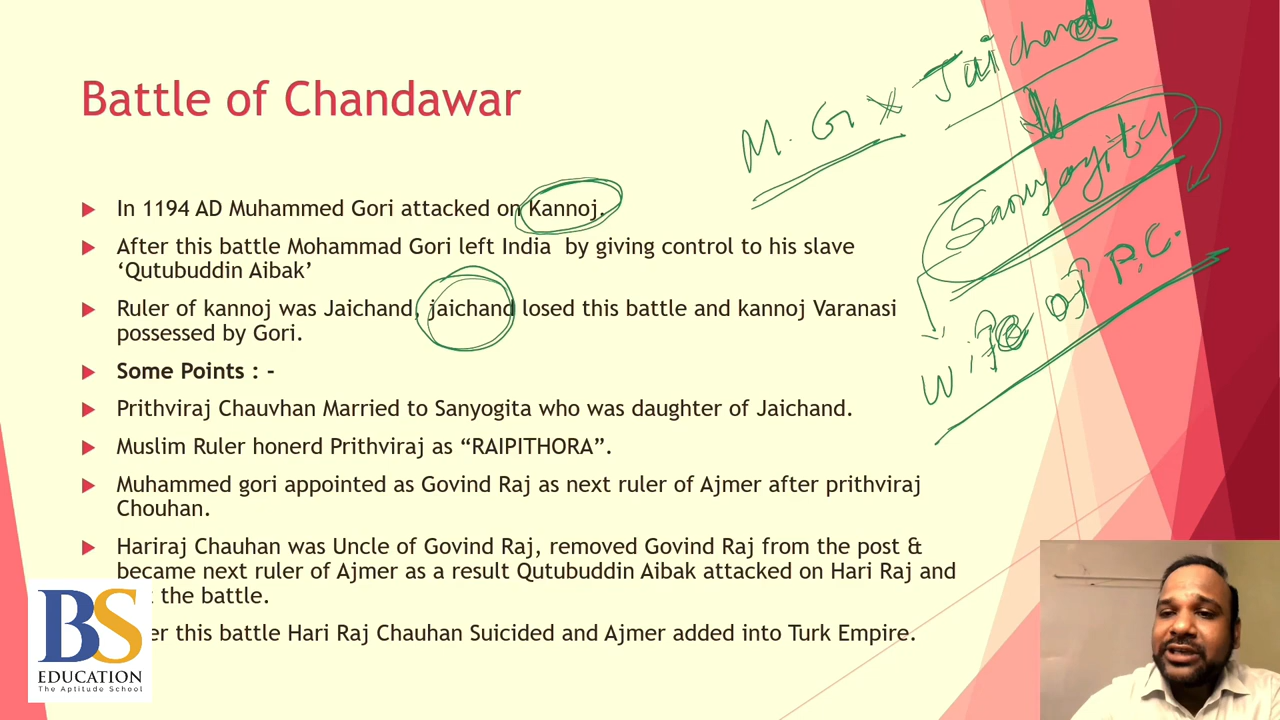 Battle of Chandawar
M. G x Jaichand
Sanyogita
Wife of P.C.
In 1194 AD Muhammed Gori attacked on Kannoj.
After this battle Mohammad Gori left India by giving control to his slave
‘Qutubuddin Aibak’
Ruler of kannoj was Jaichand, jaichand losed this battle and kannoj Varanasi
possessed by Gori.
Some Points : -
Prithviraj Chauvhan Married to Sanyogita who was daughter of Jaichand.
Muslim Ruler honerd Prithviraj as “RAIPITHORA”.
Muhammed gori appointed as Govind Raj as next ruler of Ajmer after prithviraj
Chouhan.
Hariraj Chauhan was Uncle of Govind Raj, removed Govind Raj from the post &
became next ruler of Ajmer as a result Qutubuddin Aibak attacked on Hari Raj and
the battle.
this battle Hari Raj Chauhan Suicided and Ajmer added into Turk Empire.
BS
EDUCATION
The Aptitude School